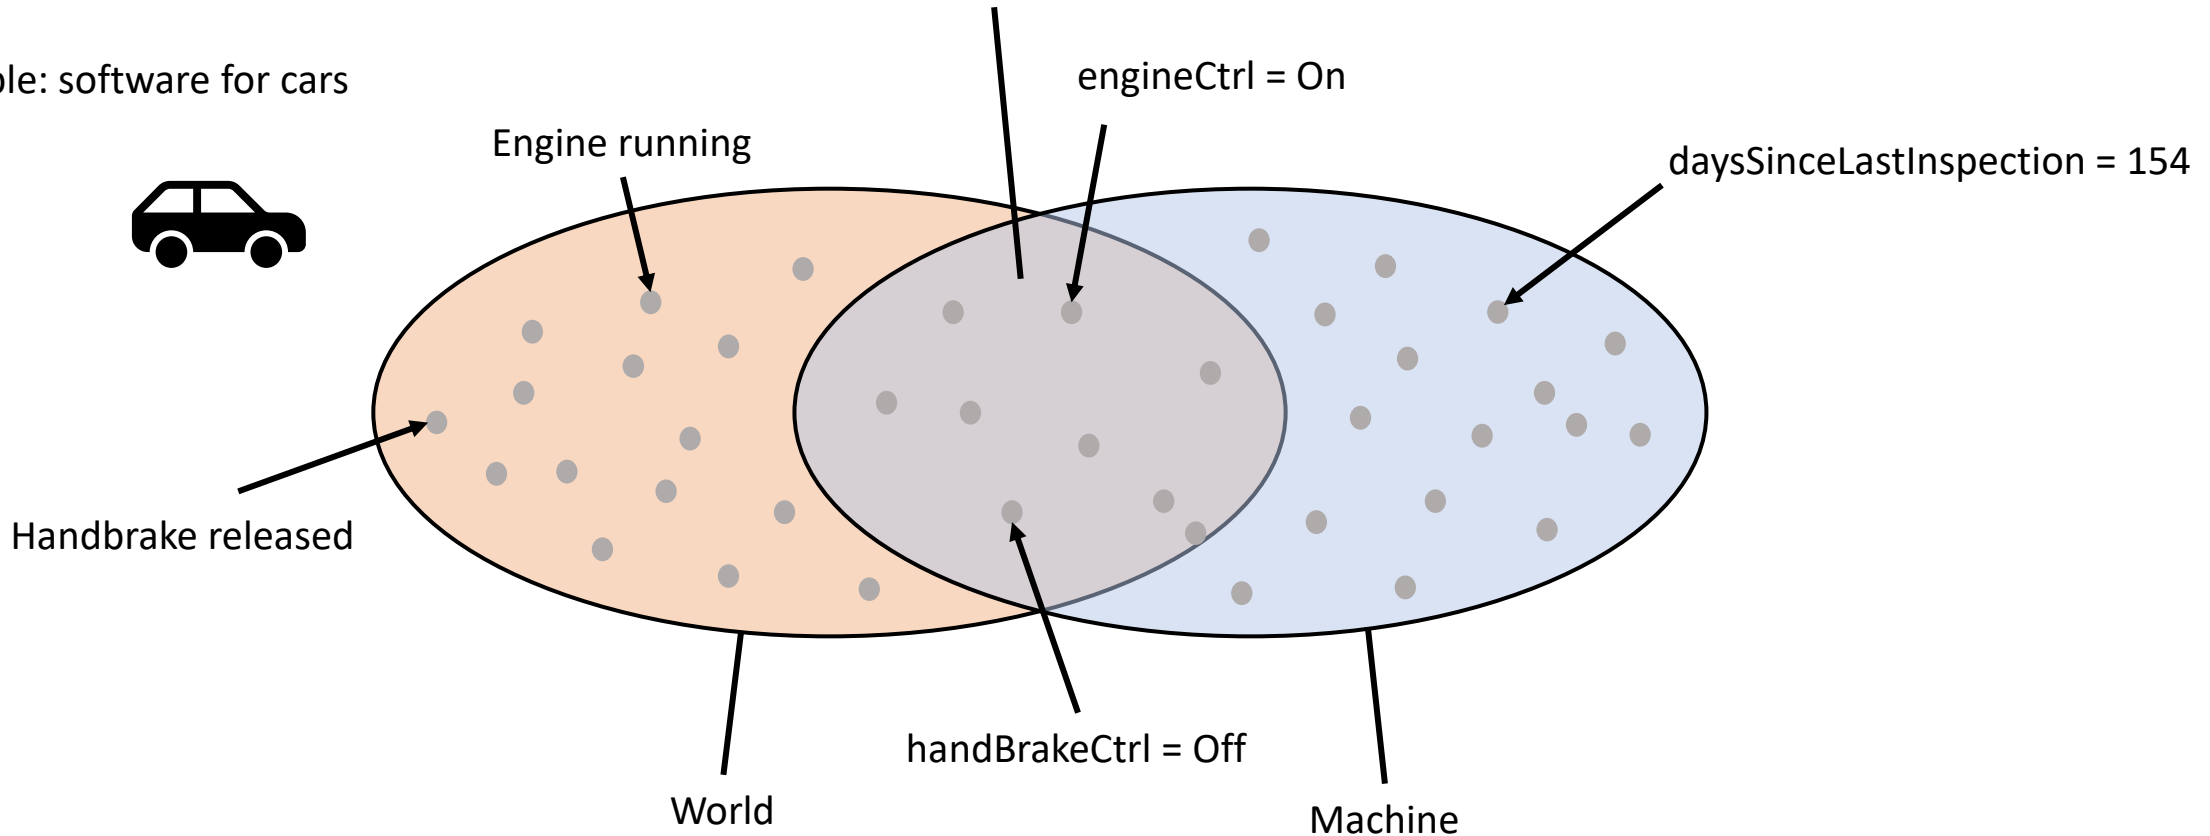 ple: software for cars
engineCtrl = On
Engine running
daysSinceLastInspection = 154
Handbrake released
handBrakeCtrl = Off
World
Machine